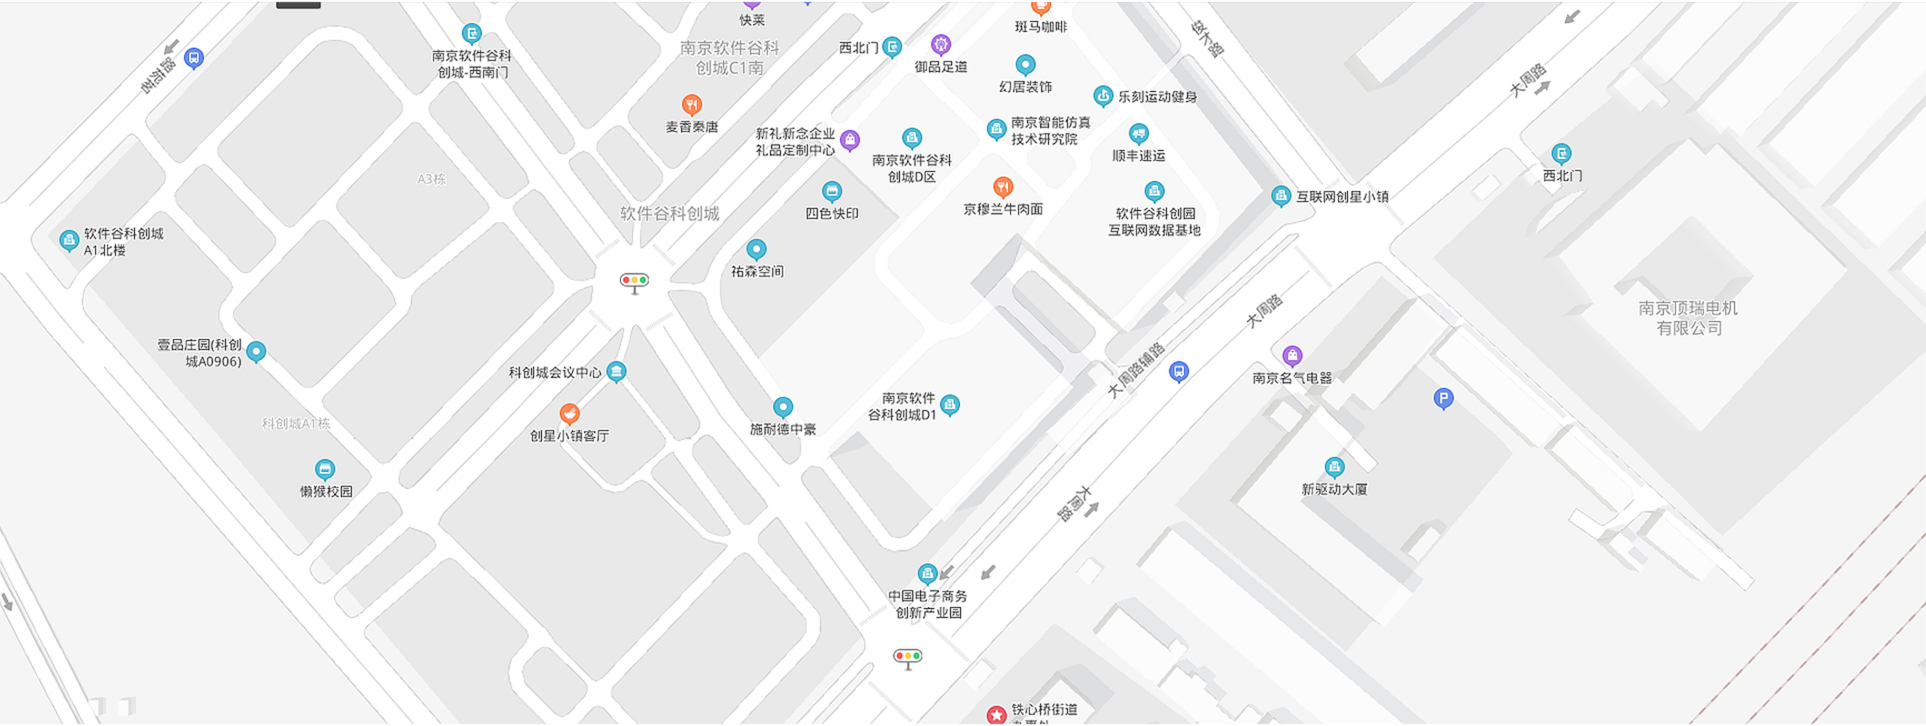 快莱
斑马咖啡
南京软件谷科
创城-西南门
南京软件谷科
创城C1南
西北门
御品足道
幻居装饰
大周路
乐刻运动健身
麦香秦唐
新礼新念企业
礼品定制中心
南京智能仿真
技术研究院
南京软件谷科
创城D区
顺丰速运
西北门
A3栋
四色快印
京穆兰牛肉面
互联网创星小镇
软件谷科创城
软件谷科创园
互联网数据基地
软件谷科创城
A1北楼
祐森空间
大周路
南京顶瑞电机
有限公司
壹品庄园(科创
城A0906)
科创城会议中心
大周路辅路
南京名气电器
P
南京软件
谷科创城D1
科创城A1栋
创星小镇客厅
施耐德中豪
懒猴校园
新驱动大厦
大周路
中国电子商务
创新产业园
铁心桥街道